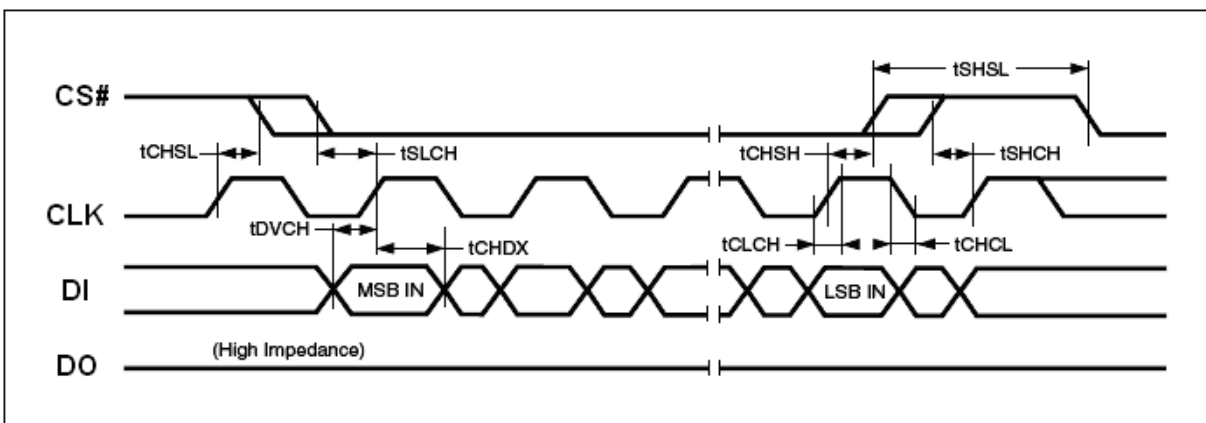 tSHSL
CS#
tCHSL
tSLCH
tCHSH
tSHCH
CLK
tDVCH
tCHDX
tCLCH
tCHCL
DI
MSB IN
LSB IN
(High Impedance)
DO